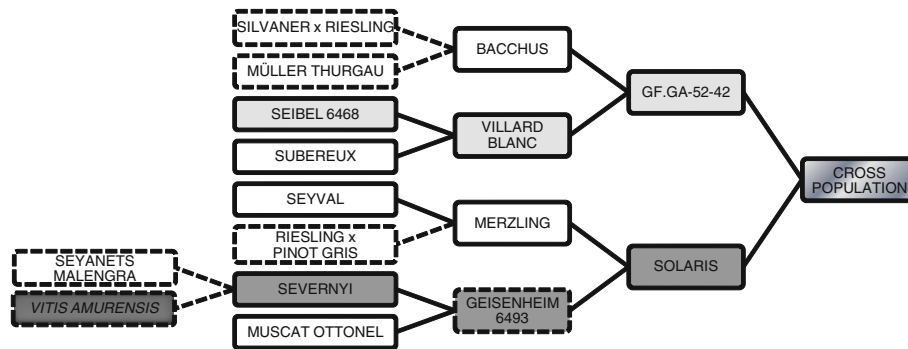 SILVANER x RIESLING
MÜLLER THURGAU
BACCHUS
SEIBEL 6468
SUBEREUX
VILLARD
BLANC
GF.GA-52-42
SEYVAL
RIESLING x
PINOT GRIS
MERZLING
SEYANETS
MALENGRA
VITIS AMURENSIS
SEVERNYI
MUSCAT OTTONEL
GEISENHEIM
6493
SOLARIS
CROSS
POPULATION